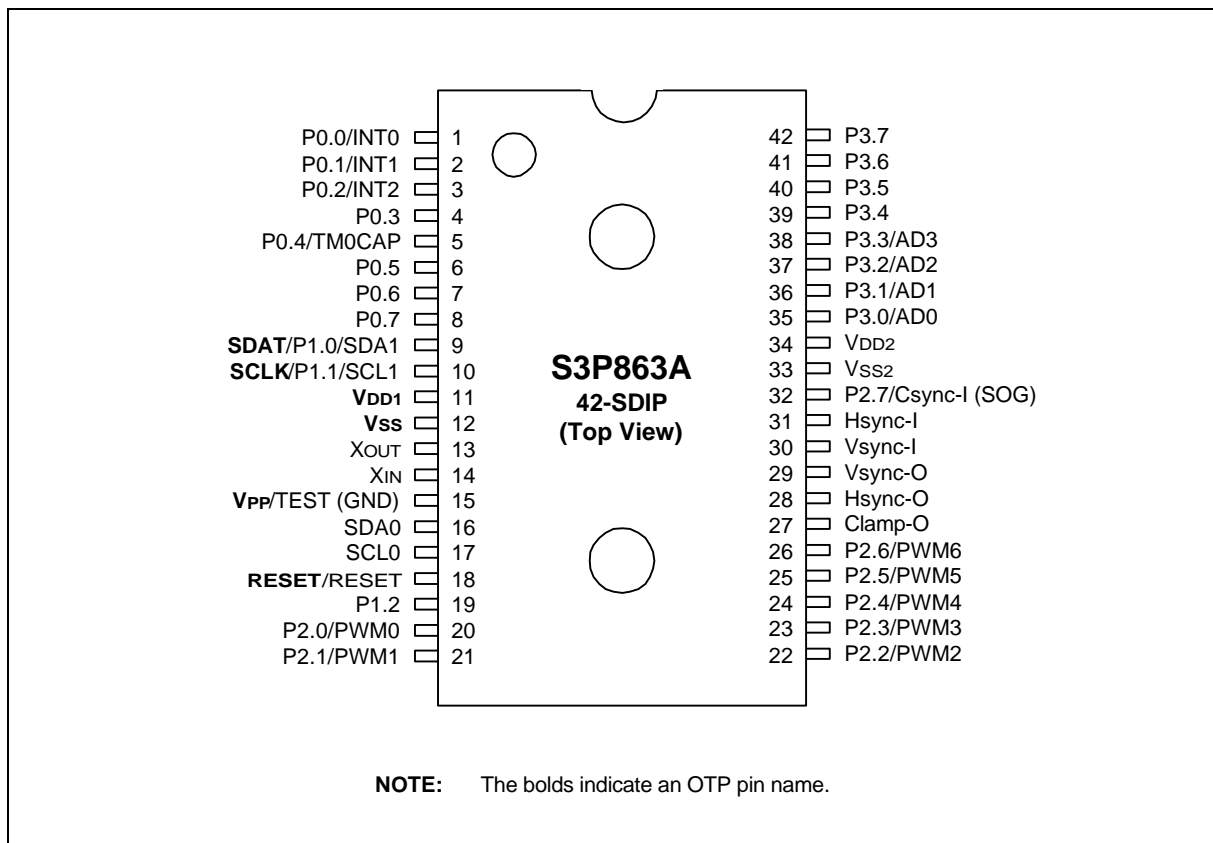 P0.0/INT0 1
P0.1/INT1 2
P0.2/INT2 3
P0.3 4
P0.4/TM0CAP 5
P0.5 6
P0.6 7
P0.7 8
SDAT/P1.0/SDA1 9
SCLK/P1.1/SCL1 10
VDD1 11
VSS 12
XOUT 13
XIN 14
VPP/TEST (GND) 15
SDA0 16
SCL0 17
RESET/RESET 18
P1.2 19
P2.0/PWM0 20
P2.1/PWM1 21
S3P863A
42-SDIP
(Top View)
42 P3.7
41 P3.6
40 P3.5
39 P3.4
38 P3.3/AD3
37 P3.2/AD2
36 P3.1/AD1
35 P3.0/AD0
34 VDD2
33 VSS2
32 P2.7/Csync-I (SOG)
31 Hsync-I
30 Vsync-I
29 Vsync-O
28 Hsync-O
27 Clamp-O
26 P2.6/PWM6
25 P2.5/PWM5
24 P2.4/PWM4
23 P2.3/PWM3
22 P2.2/PWM2
NOTE: The bolds indicate an OTP pin name.